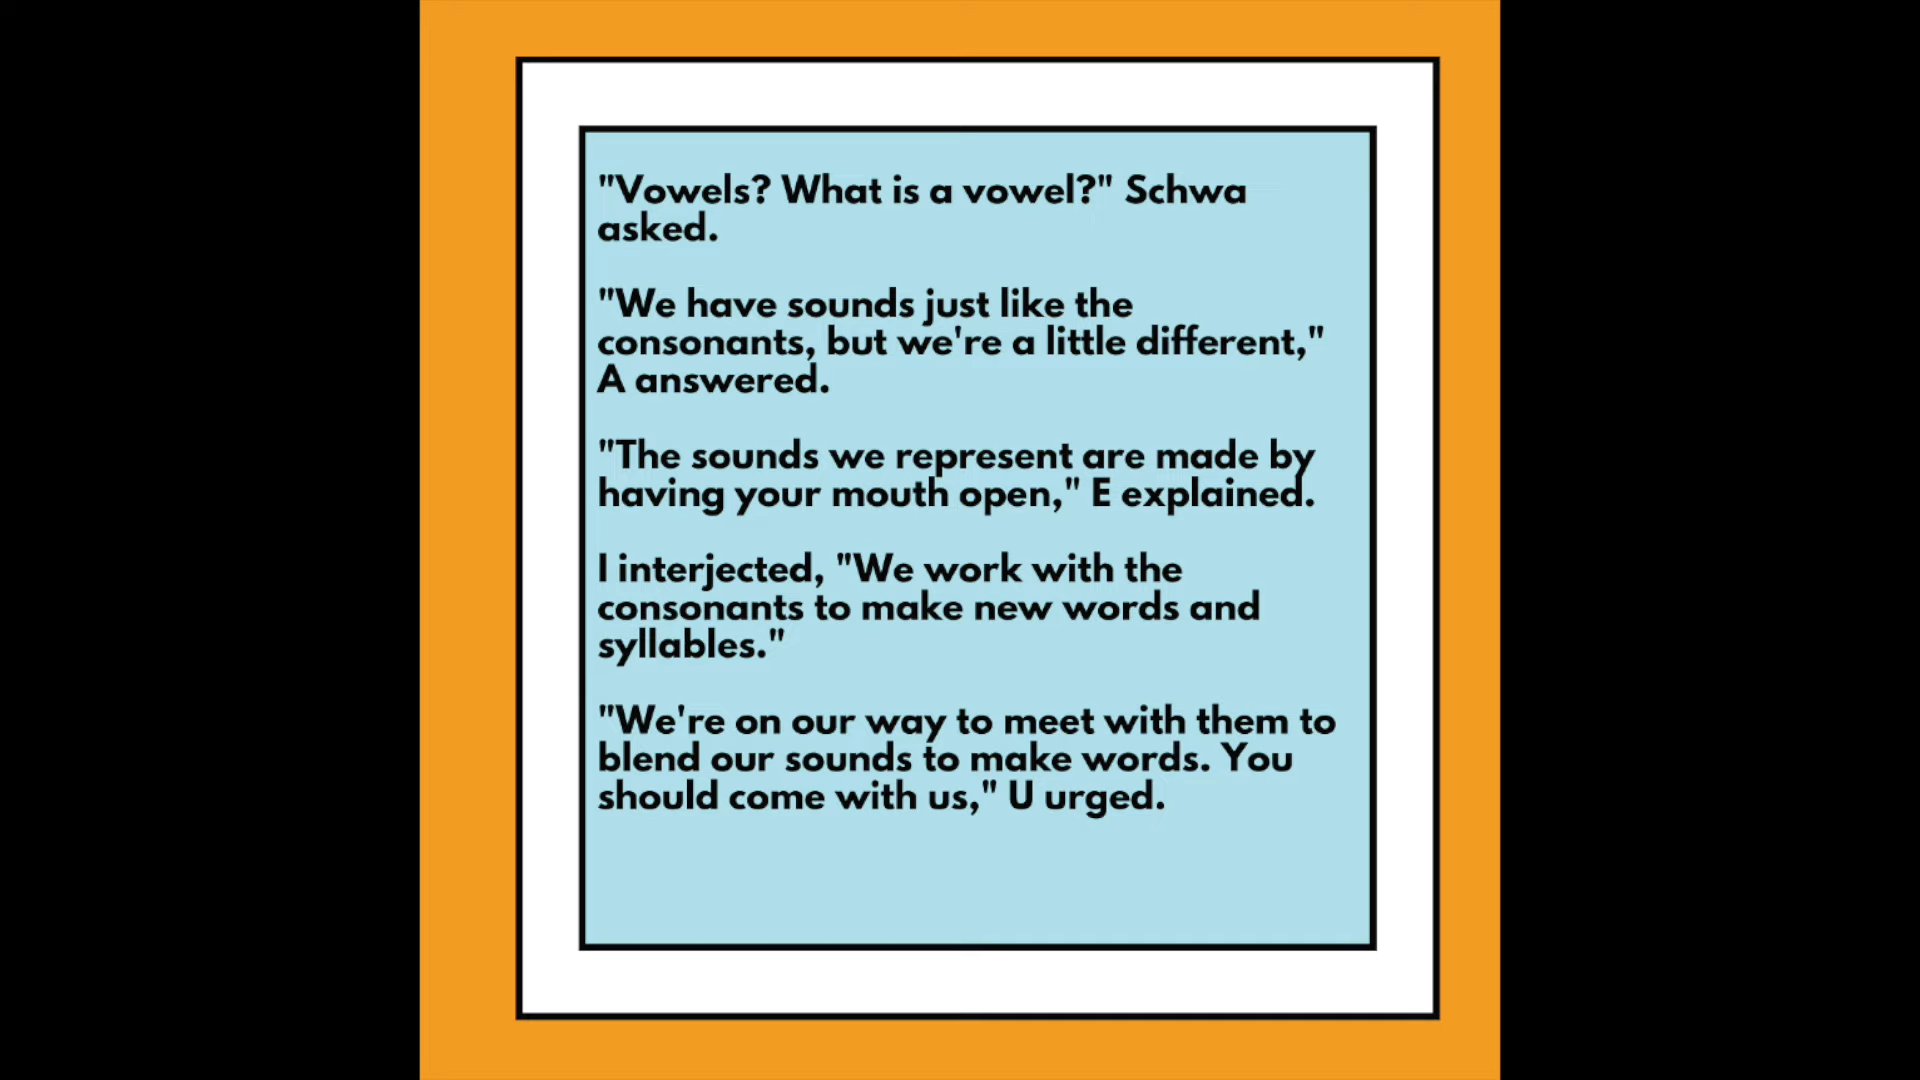 "Vowels? What is a vowel?" Schwa
asked.
"We have sounds just like the
consonants, but we're a little different,"
A answered.
"The sounds we represent are made by
having your mouth open," E explained.
I interjected, "We work with the
consonants to make new words and
syllables."
"We're on our way to meet with them to
blend our sounds to make words. You
should come with us," U urged.